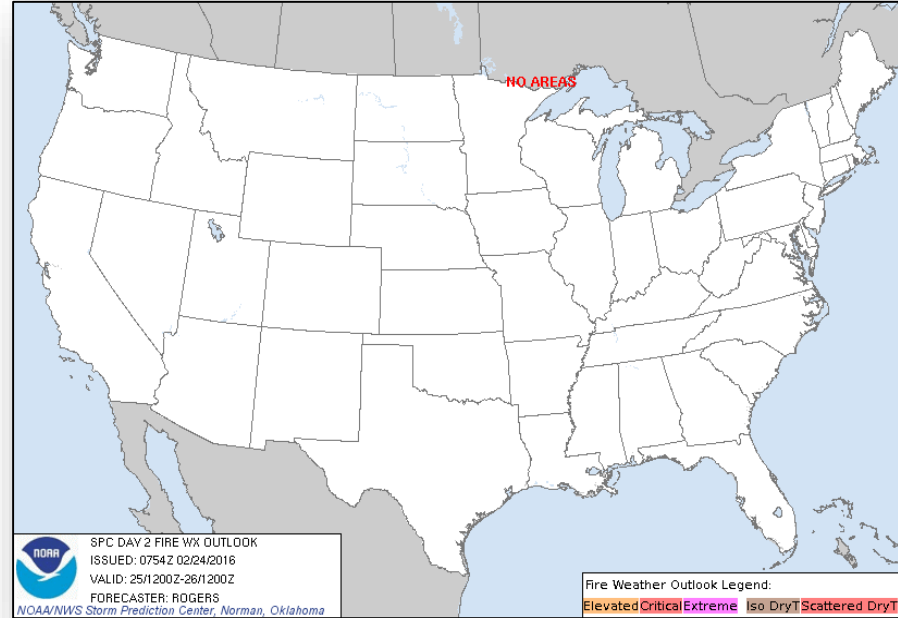 NO AREAS
NOAA
SPC DAY 2 FIRE WX OUTLOOK
ISSUED: 0754Z 02/24/2016
VALID: 25/1200Z-26/1200Z
FORECASTER: ROGERS
NOAA/NWS Storm Prediction Center, Norman, Oklahoma
Fire Weather Outlook Legend:
Elevated Critical Extreme Iso DryT Scattered DryT